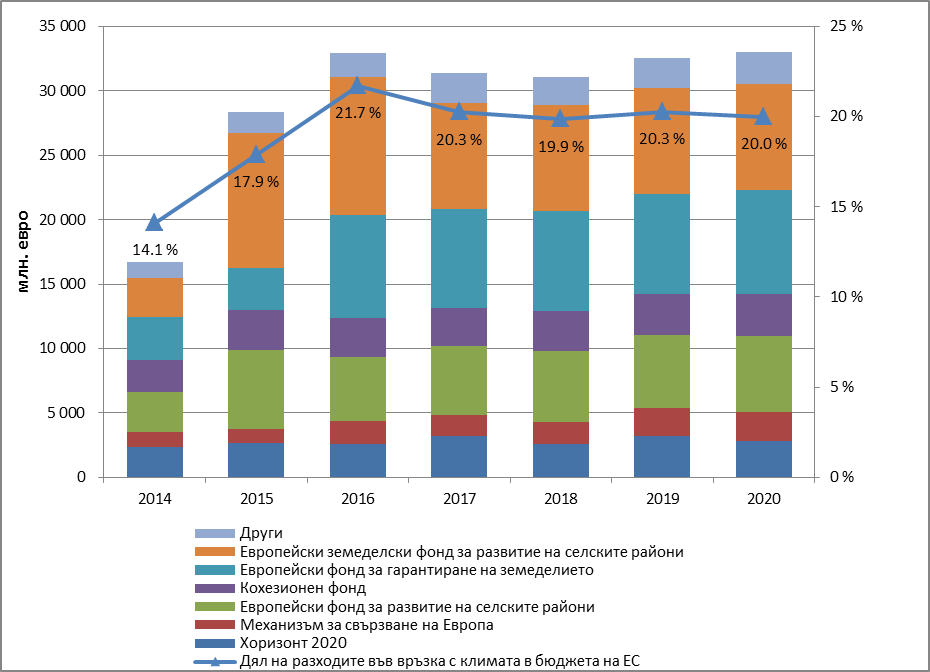 35 000
30 000
25 000
20 000
15 000
10 000
5 000
0
млн. евро
25 %
20 %
15 %
10 %
5 %
0 %
14.1 %
17.9 %
21.7 %
20.3 %
19.9 %
20.3 %
20.0 %
2014 2015 2016 2017 2018 2019 2020
Други
Европейски земеделски фонд за развитие на селските райони
Европейски фонд за гарантиране на земеделието
Кохезионен фонд
Европейски фонд за развитие на селските райони
Механизъм за свързване на Европа
Хоризонт 2020
Дял на разходите във връзка с климата в бюджета на ЕС